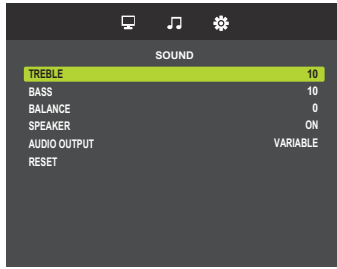 SOUND
TREBLE 10
BASS 10
BALANCE 0
SPEAKER ON
AUDIO OUTPUT VARIABLE
RESET